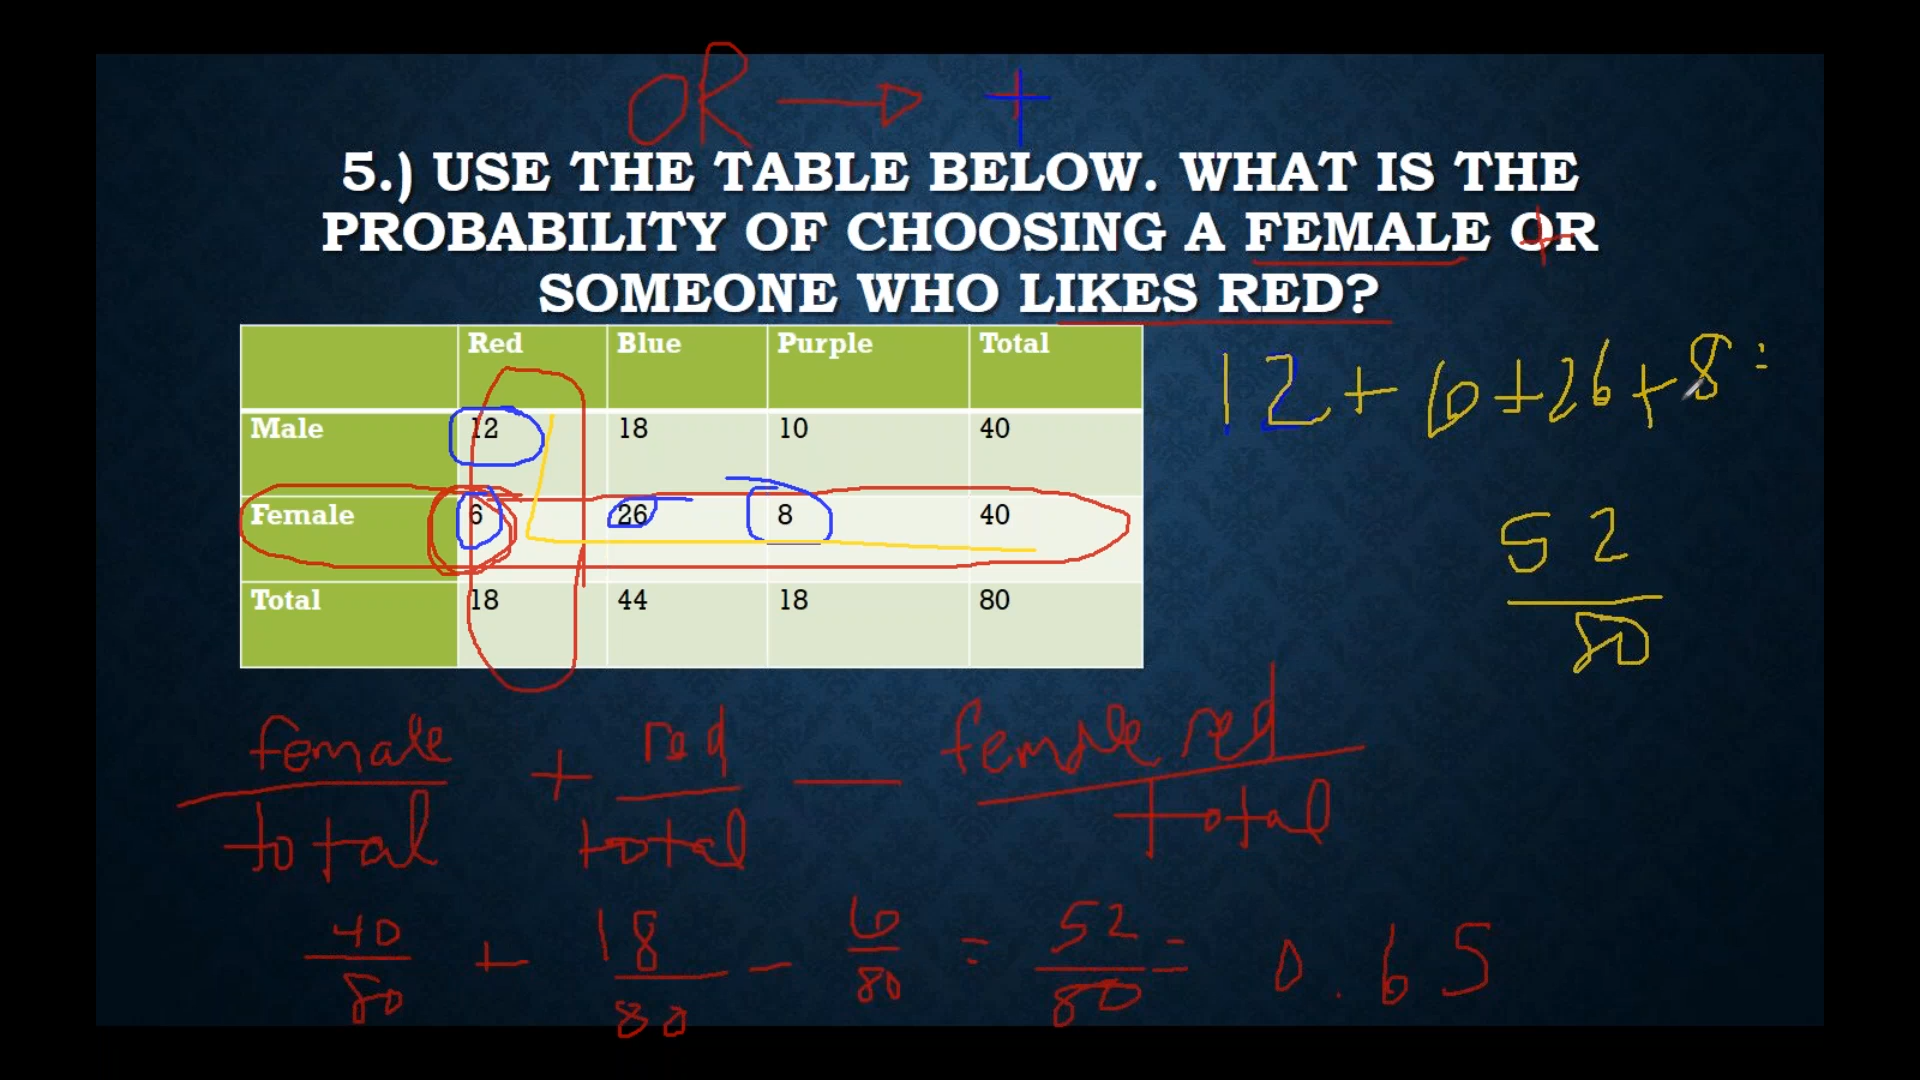 OR → +
5.) USE THE TABLE BELOW. WHAT IS THE
PROBABILITY OF CHOOSING A FEMALE OR
SOMEONE WHO LIKES RED?
+
Red Blue Purple Total
Male 12 18 10 40
Female 6 26 8 40
Total 18 44 18 80
12 + 6 + 26 + 8 =
52
80
female + red — female red
total total total
40 + 18 - 6 = 52 = 0.65
80 80 80 80